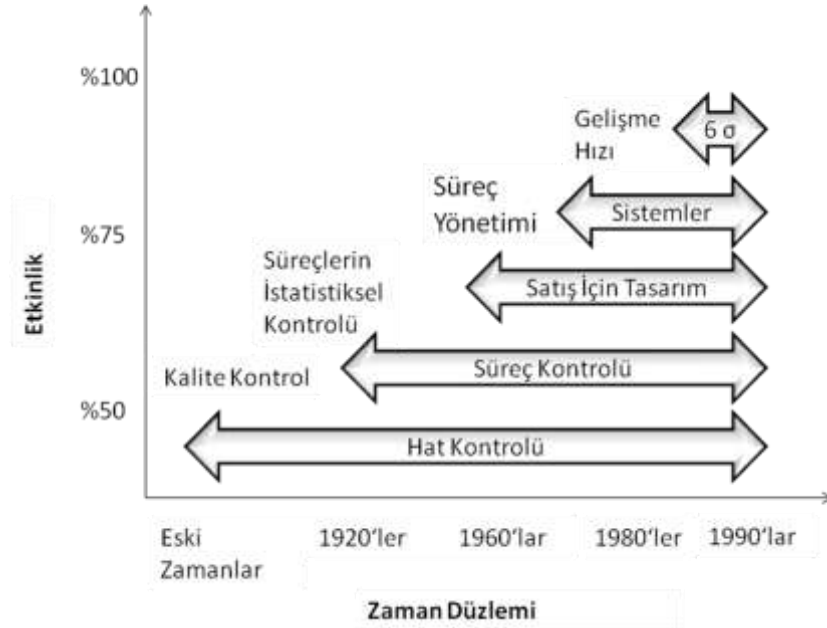 %100
Gelişme
Hızı
6 σ
Süreç
Yönetimi
Sistemler
%75
Süreçlerin
İstatistiksel
Kontrolü
Satış İçin Tasarım
Etkinlik
Kalite Kontrol
Süreç Kontrolü
%50
Hat Kontrolü
Eski
Zamanlar
1920'ler
1960'lar
1980'ler
1990'lar
Zaman Düzlemi